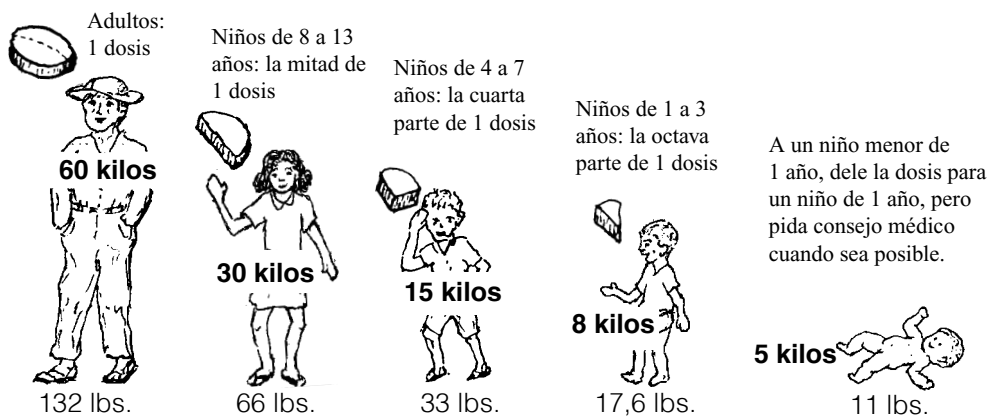 Adultos:
1 dosis
60 kilos
132 lbs.
Niños de 8 a 13
años: la mitad de
1 dosis
30 kilos
66 lbs.
Niños de 4 a 7
años: la cuarta
parte de 1 dosis
15 kilos
33 lbs.
Niños de 1 a 3
años: la octava
parte de 1 dosis
8 kilos
17,6 lbs.
A un niño menor de
1 año, dele la dosis para
un niño de 1 año, pero
pida consejo médico
cuando sea posible.
5 kilos
11 lbs.